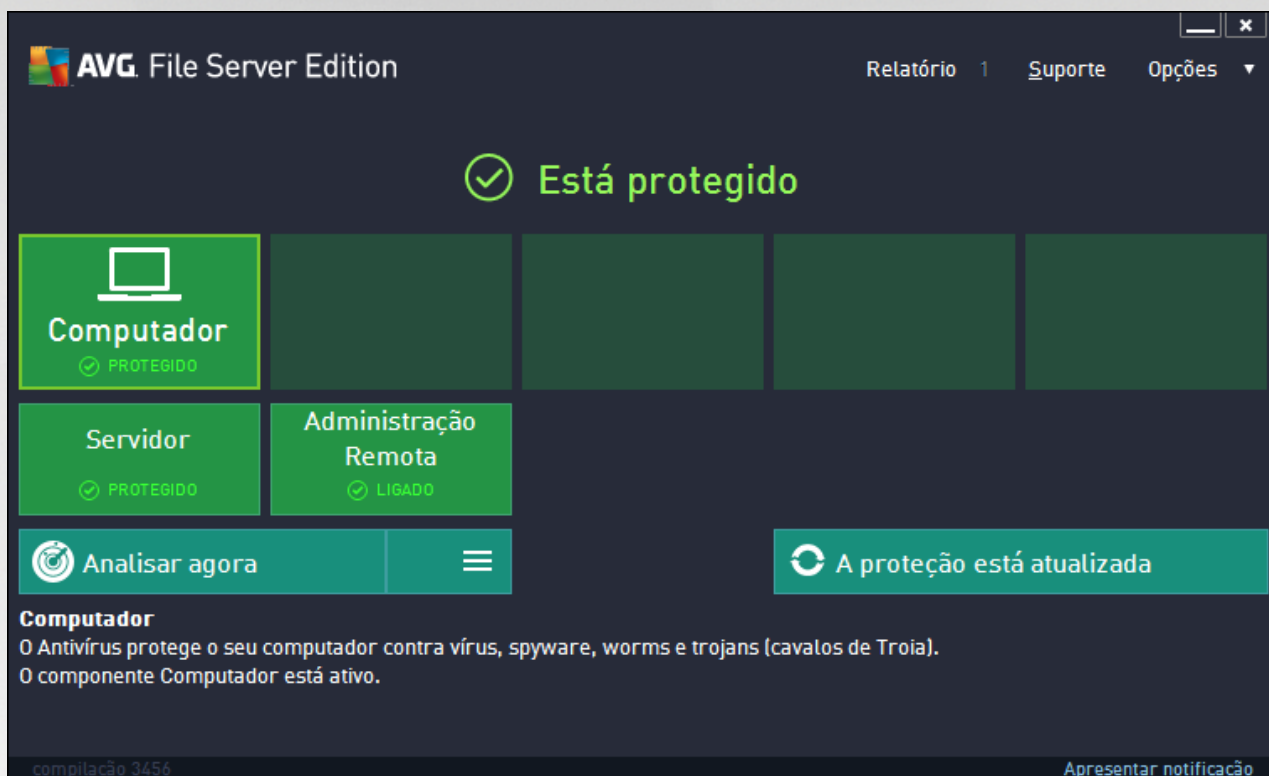 AVG. File Server Edition
Relatório 1 Suporte Opções
Está protegido
Computador
PROTEGIDO
Servidor
PROTEGIDO
Administração
Remota
LIGADO
Analisar agora
A proteção está atualizada
Computador
O Antivírus protege o seu computador contra vírus, spyware, worms e trojans (cavalos de Troia).
O componente Computador está ativo.
compilação 3456
Apresentar notificação